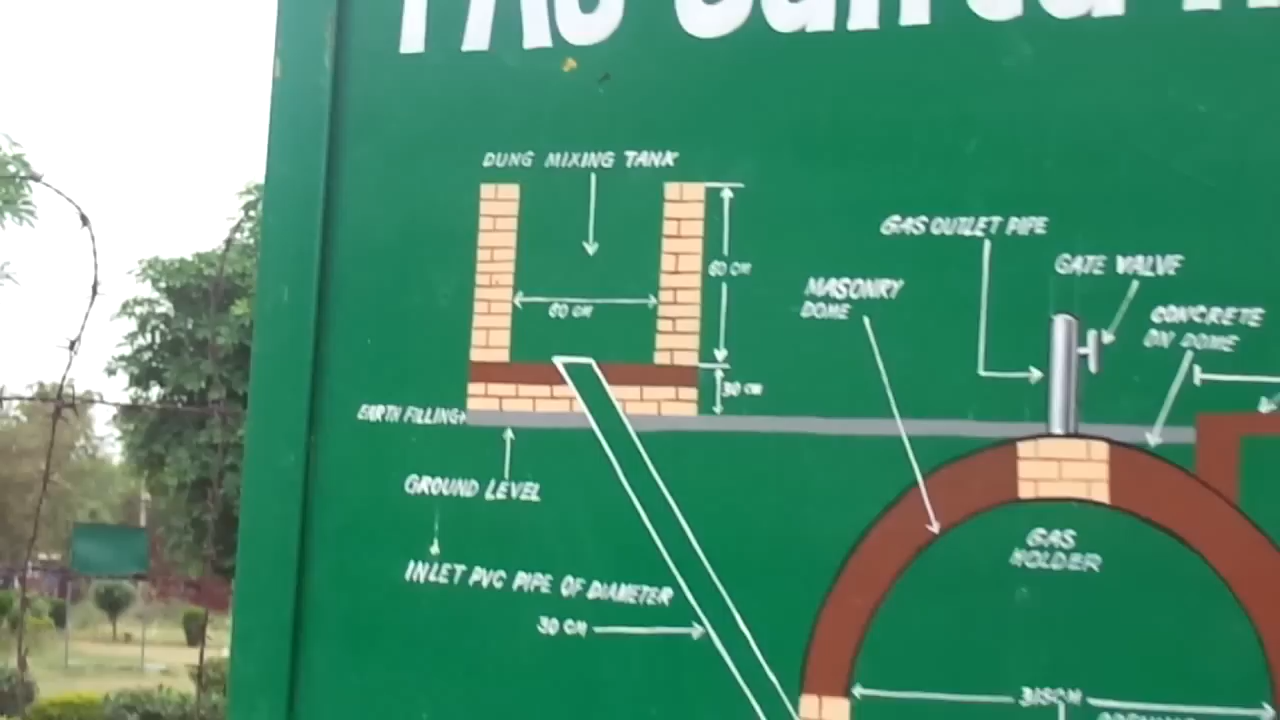 DUNG MIXING TANK
GAS OUTLET PIPE
GATE VALVE
60 CM
60 CM
MASONRY
DOME
CONCRETE
ON DOME
30 CM
EARTH FILLING
GROUND LEVEL
GAS
HOLDER
INLET PVC PIPE OF DIAMETER
30 CM
315CM